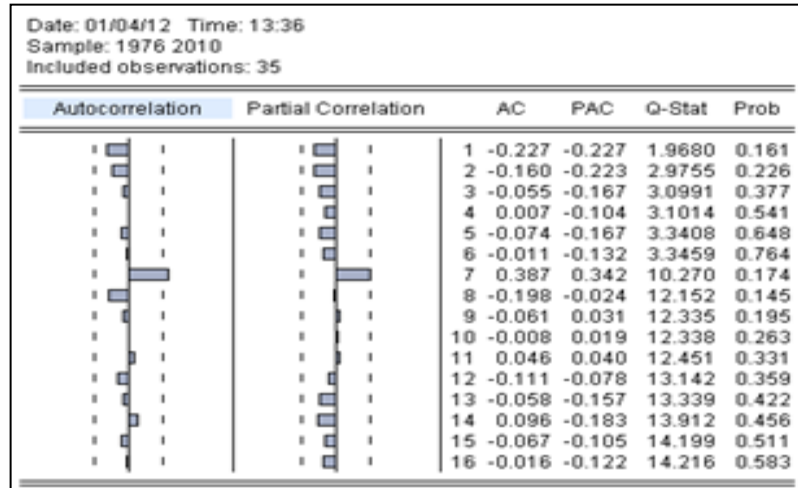 Date: 01/04/12 Time: 13:36
Sample: 1976 2010
Included observations: 35
Autocorrelation Partial Correlation AC PAC Q-Stat Prob
1 -0.227 -0.227 1.9680 0.161
2 -0.160 -0.223 2.9755 0.226
3 -0.055 -0.167 3.0991 0.377
4 0.007 -0.104 3.1014 0.541
5 -0.074 -0.167 3.3408 0.648
6 -0.011 -0.132 3.3459 0.764
7 0.387 0.342 10.270 0.174
8 -0.198 -0.024 12.152 0.145
9 -0.061 0.031 12.335 0.195
10 -0.008 0.019 12.338 0.263
11 0.046 0.040 12.451 0.331
12 -0.111 -0.078 13.142 0.359
13 -0.058 -0.157 13.339 0.422
14 0.096 -0.183 13.912 0.456
15 -0.067 -0.105 14.199 0.511
16 -0.016 -0.122 14.216 0.583